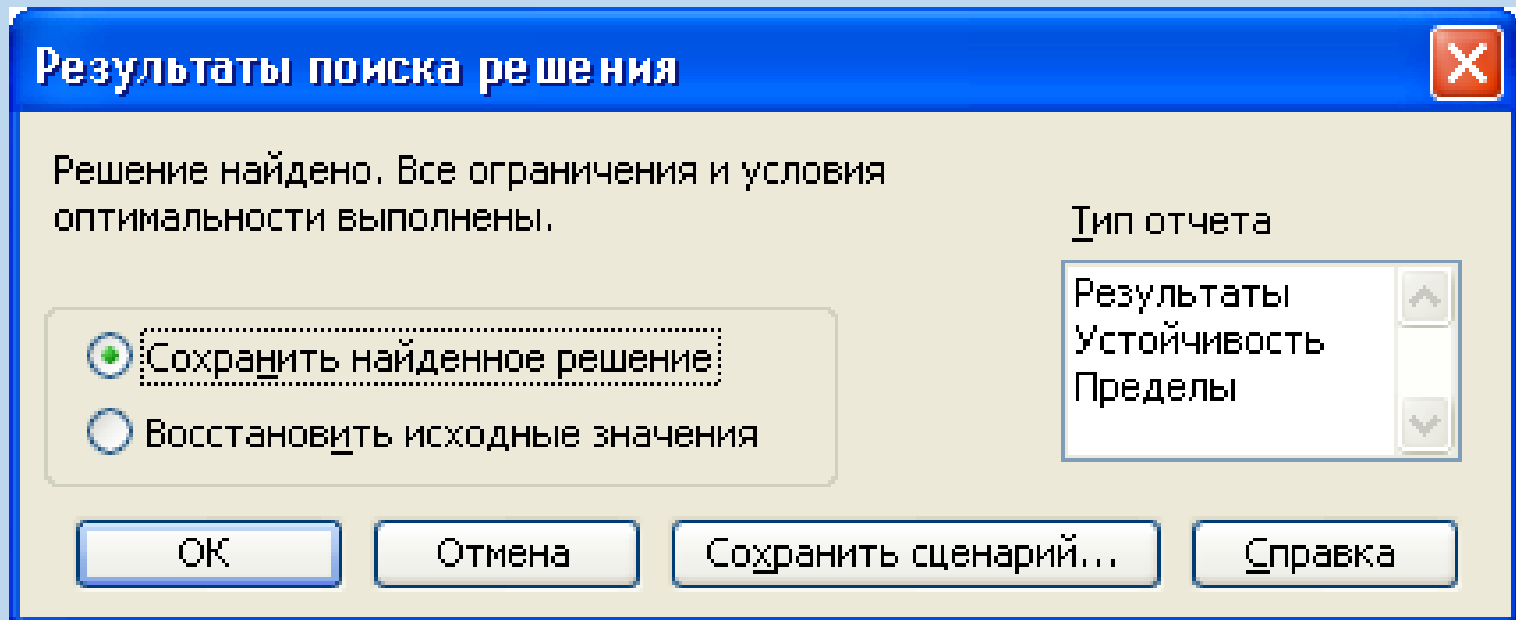 Результаты поиска решения
Решение найдено. Все ограничения и условия
оптимальности выполнены.
Тип отчета
Результаты
Устойчивость
Пределы
Сохранить найденное решение
Восстановить исходные значения
ОК
Отмена
Сохранить сценарий...
Справка